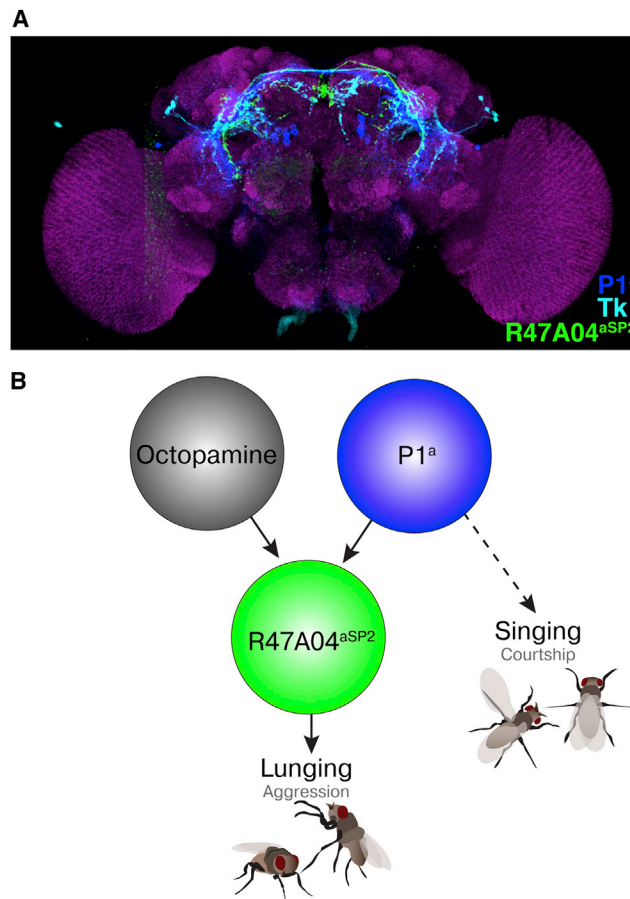 A
P1
Tk
R47A04aSP2
B
Octopamine
P1a
R47A04aSP2
Singing
Courtship
Lunging
Aggression